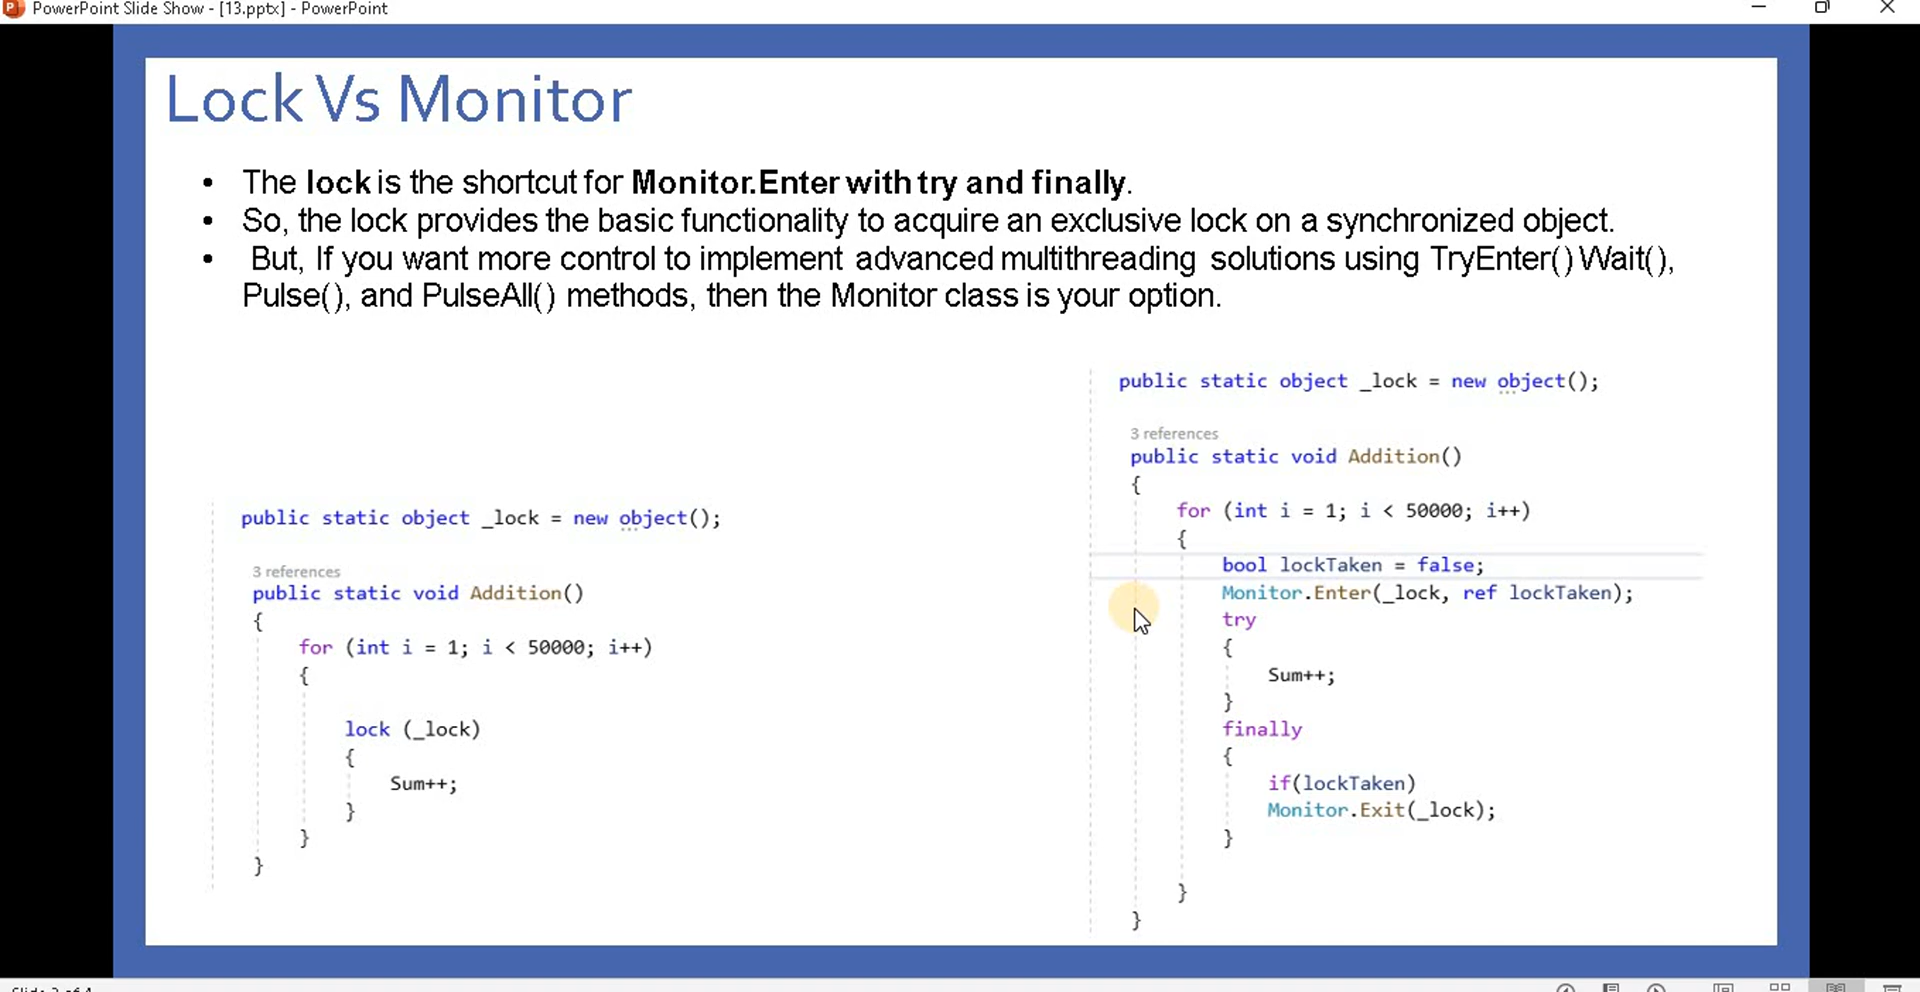 PowerPoint Slide Show - [13.pptx] - PowerPoint
Lock Vs Monitor
• The lock is the shortcut for Monitor.Enter with try and finally.
• So, the lock provides the basic functionality to acquire an exclusive lock on a synchronized object.
• But, If you want more control to implement advanced multithreading solutions using TryEnter() Wait(),
Pulse(), and PulseAll() methods, then the Monitor class is your option.
public static object _lock = new object();
3 references
public static void Addition()
{
for (int i = 1; i < 50000; i++)
{
lock (_lock)
{
Sum++;
}
}
}
public static object _lock = new object();
3 references
public static void Addition()
{
for (int i = 1; i < 50000; i++)
{
bool lockTaken = false;
Monitor.Enter(_lock, ref lockTaken);
try
{
Sum++;
}
finally
{
if(lockTaken)
Monitor.Exit(_lock);
}
}
}